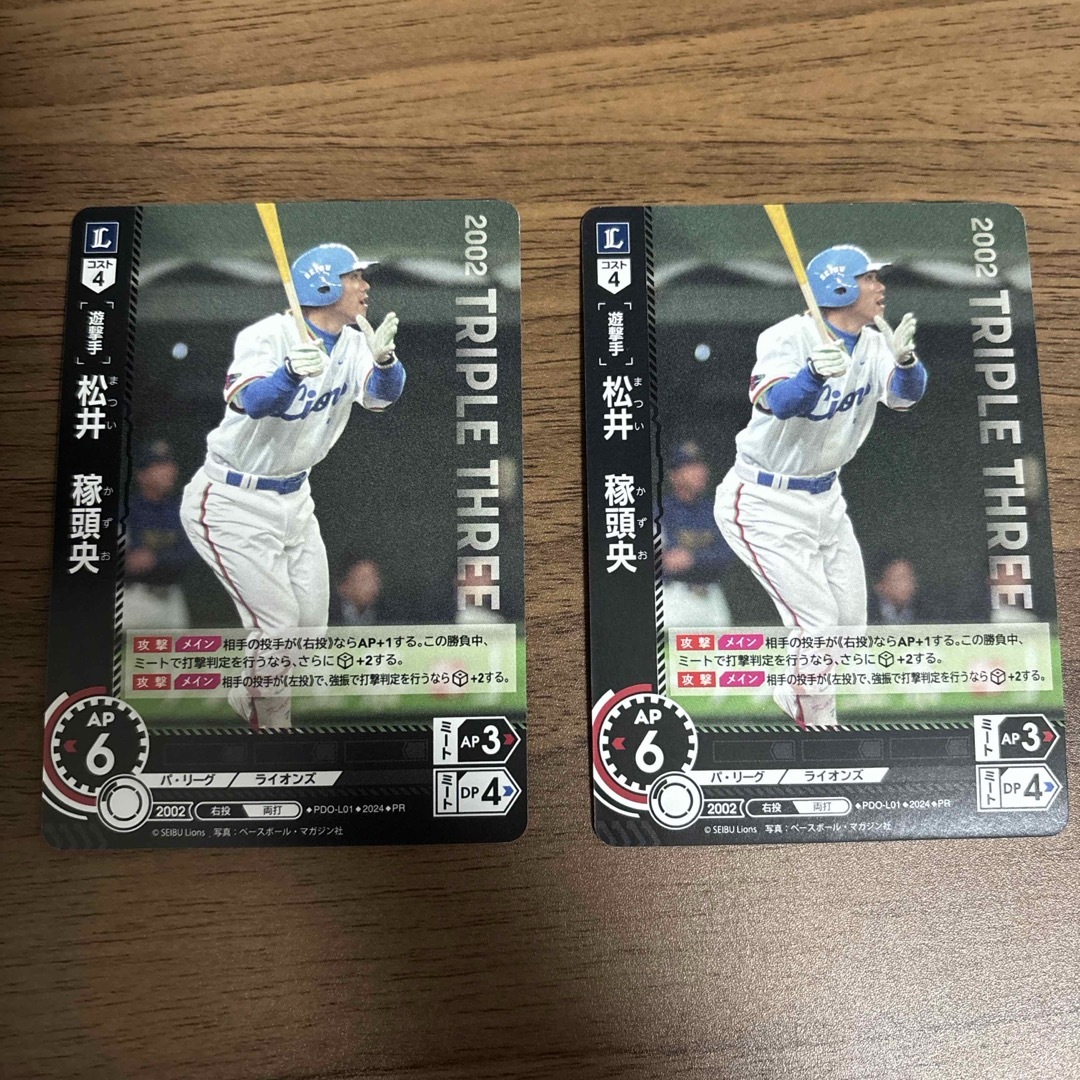 L
コスト
4
遊撃手
まつい
松井
かずお
稼頭央
2002 TRIPLE THREE
SEIBU
Lions
攻撃 メイン 相手の投手が《右投》ならAP+1する。この勝負中、
ミートで打撃判定を行うなら、さらに+2する。
攻撃 メイン 相手の投手が《左投》で、強振で打撃判定を行うなら+2する。
AP
6
ミート AP3
ミート DP4
パ・リーグ / ライオンズ
2002 右投 両打 ◆PDO-L01◆2024◆PR
© SEIBU Lions 写真:ベースボール・マガジン社
L
コスト
4
遊撃手
まつい
松井
かずお
稼頭央
2002 TRIPLE THREE
SEIBU
Lions
攻撃 メイン 相手の投手が《右投》ならAP+1する。この勝負中、
ミートで打撃判定を行うなら、さらに+2する。
攻撃 メイン 相手の投手が《左投》で、強振で打撃判定を行うなら+2する。
AP
6
ミート AP3
ミート DP4
パ・リーグ / ライオンズ
2002 右投 両打 ◆PDO-L01◆2024◆PR
© SEIBU Lions 写真:ベースボール・マガジン社